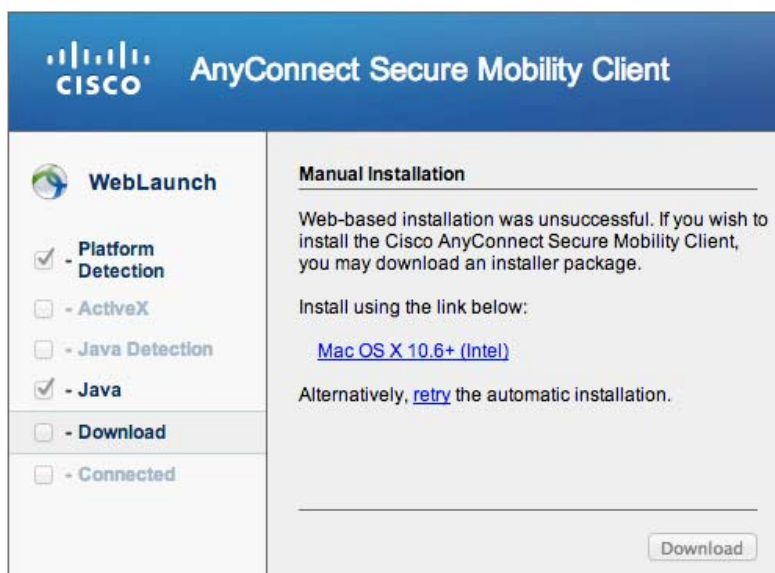 CISCO
AnyConnect Secure Mobility Client
WebLaunch
- Platform
Detection
- ActiveX
- Java Detection
- Java
- Download
- Connected
Manual Installation
Web-based installation was unsuccessful. If you wish to
install the Cisco AnyConnect Secure Mobility Client,
you may download an installer package.
Install using the link below:
Mac OS X 10.6+ (Intel)
Alternatively, retry the automatic installation.
Download